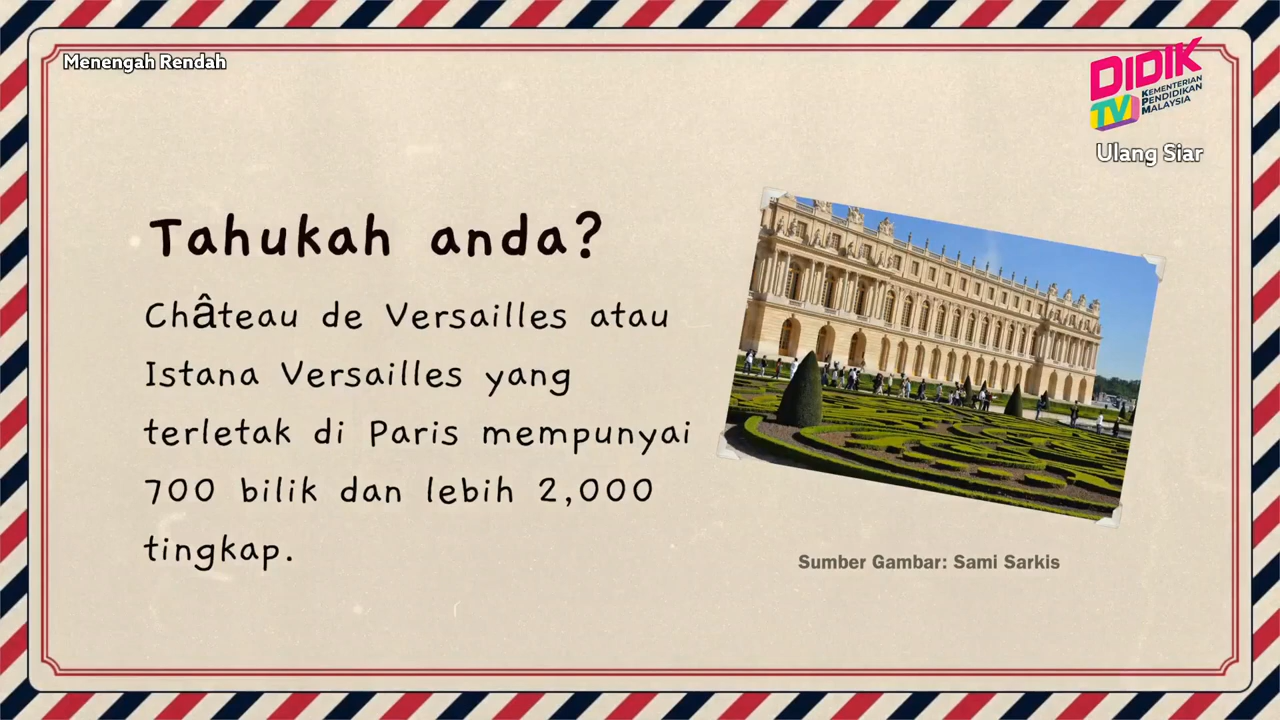 Menengah Rendah
DIDIK
TV
KEMENTERIAN
PENDIDIKAN
MALAYSIA
Ulang Siar
Tahukah anda?
Château de Versailles atau
Istana Versailles yang
terletak di Paris mempunyai
700 bilik dan lebih 2,000
tingkap.
Sumber Gambar: Sami Sarkis